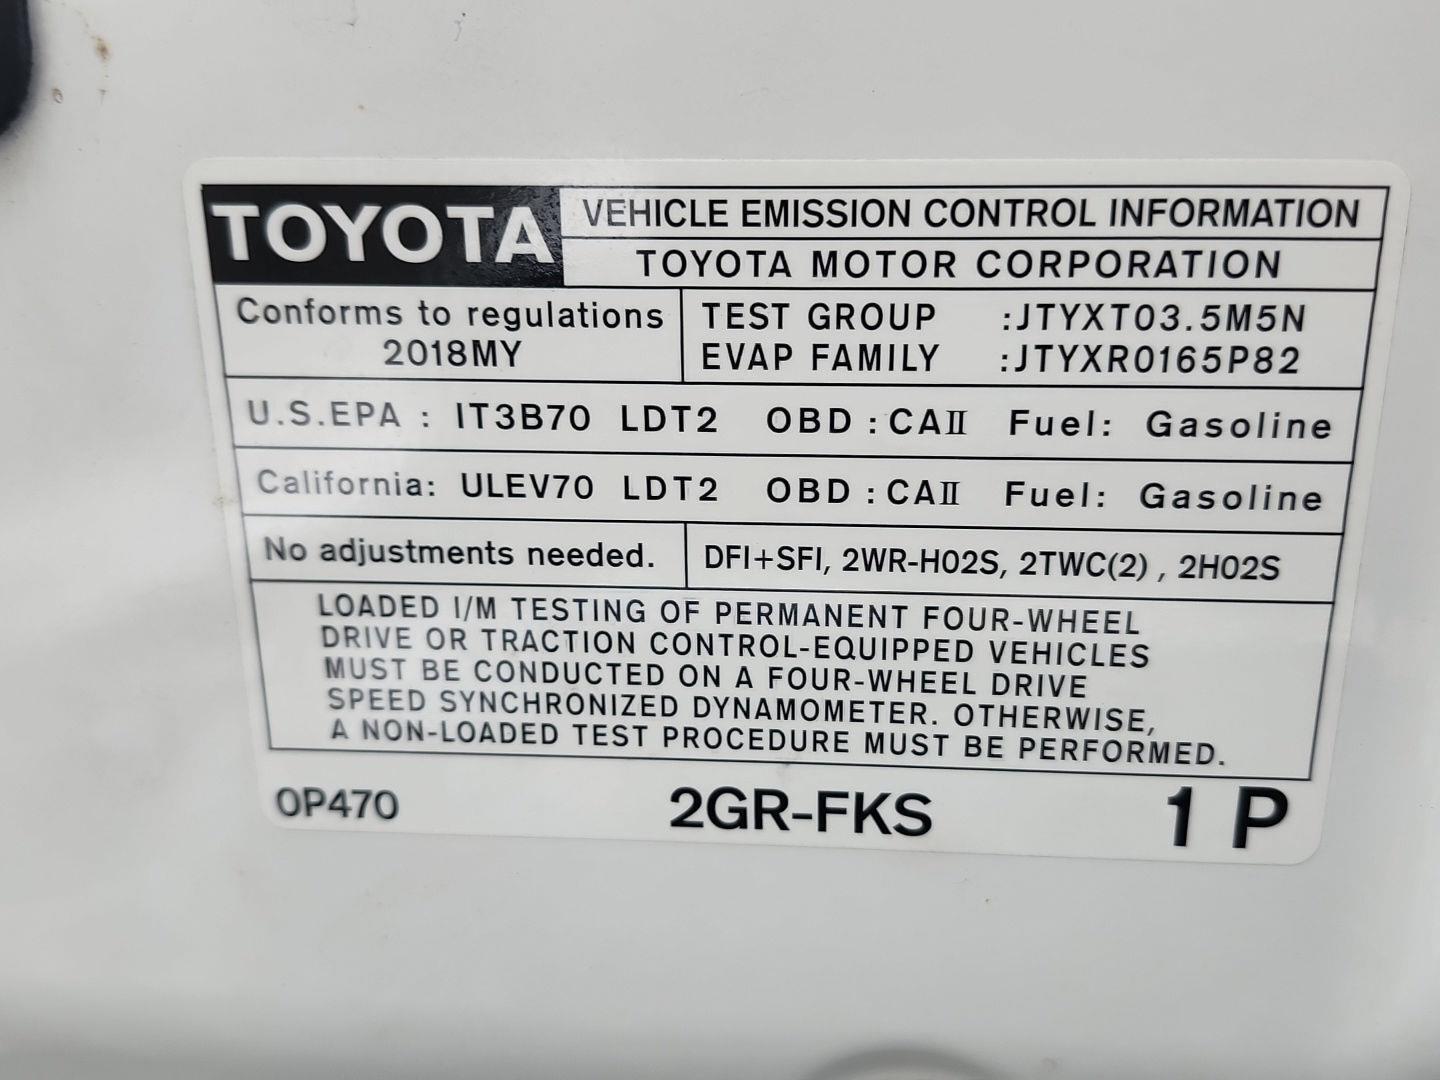 TOYOTA
VEHICLE EMISSION CONTROL INFORMATION
TOYOTA MOTOR CORPORATION
Conforms to regulations
2018MY
TEST GROUP :JTYXT03.5M5N
EVAP FAMILY :JTYXR0165P82
U.S.EPA : IT3B70 LDT2 OBD : CAII Fuel: Gasoline
California: ULEV70 LDT2 OBD : CAII Fuel: Gasoline
No adjustments needed.
DFI+SFI, 2WR-HO2S, 2TWC(2) , 2HO2S
LOADED I/M TESTING OF PERMANENT FOUR-WHEEL
DRIVE OR TRACTION CONTROL-EQUIPPED VEHICLES
MUST BE CONDUCTED ON A FOUR-WHEEL DRIVE
SPEED SYNCHRONIZED DYNAMOMETER. OTHERWISE,
A NON-LOADED TEST PROCEDURE MUST BE PERFORMED.
0P470 2GR-FKS 1 P